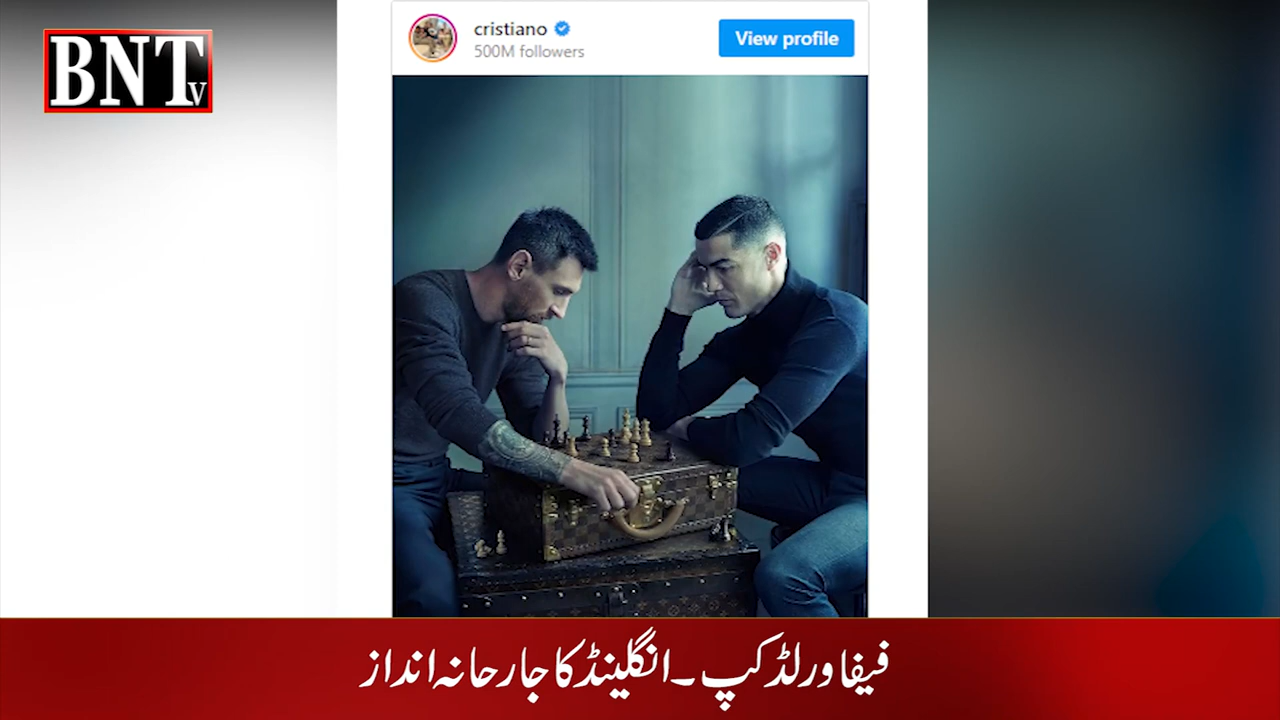 BNTV
cristiano
500M followers
View profile
فیفا ورلڈ کپ ۔ انگلینڈ کا جارحانہ انداز